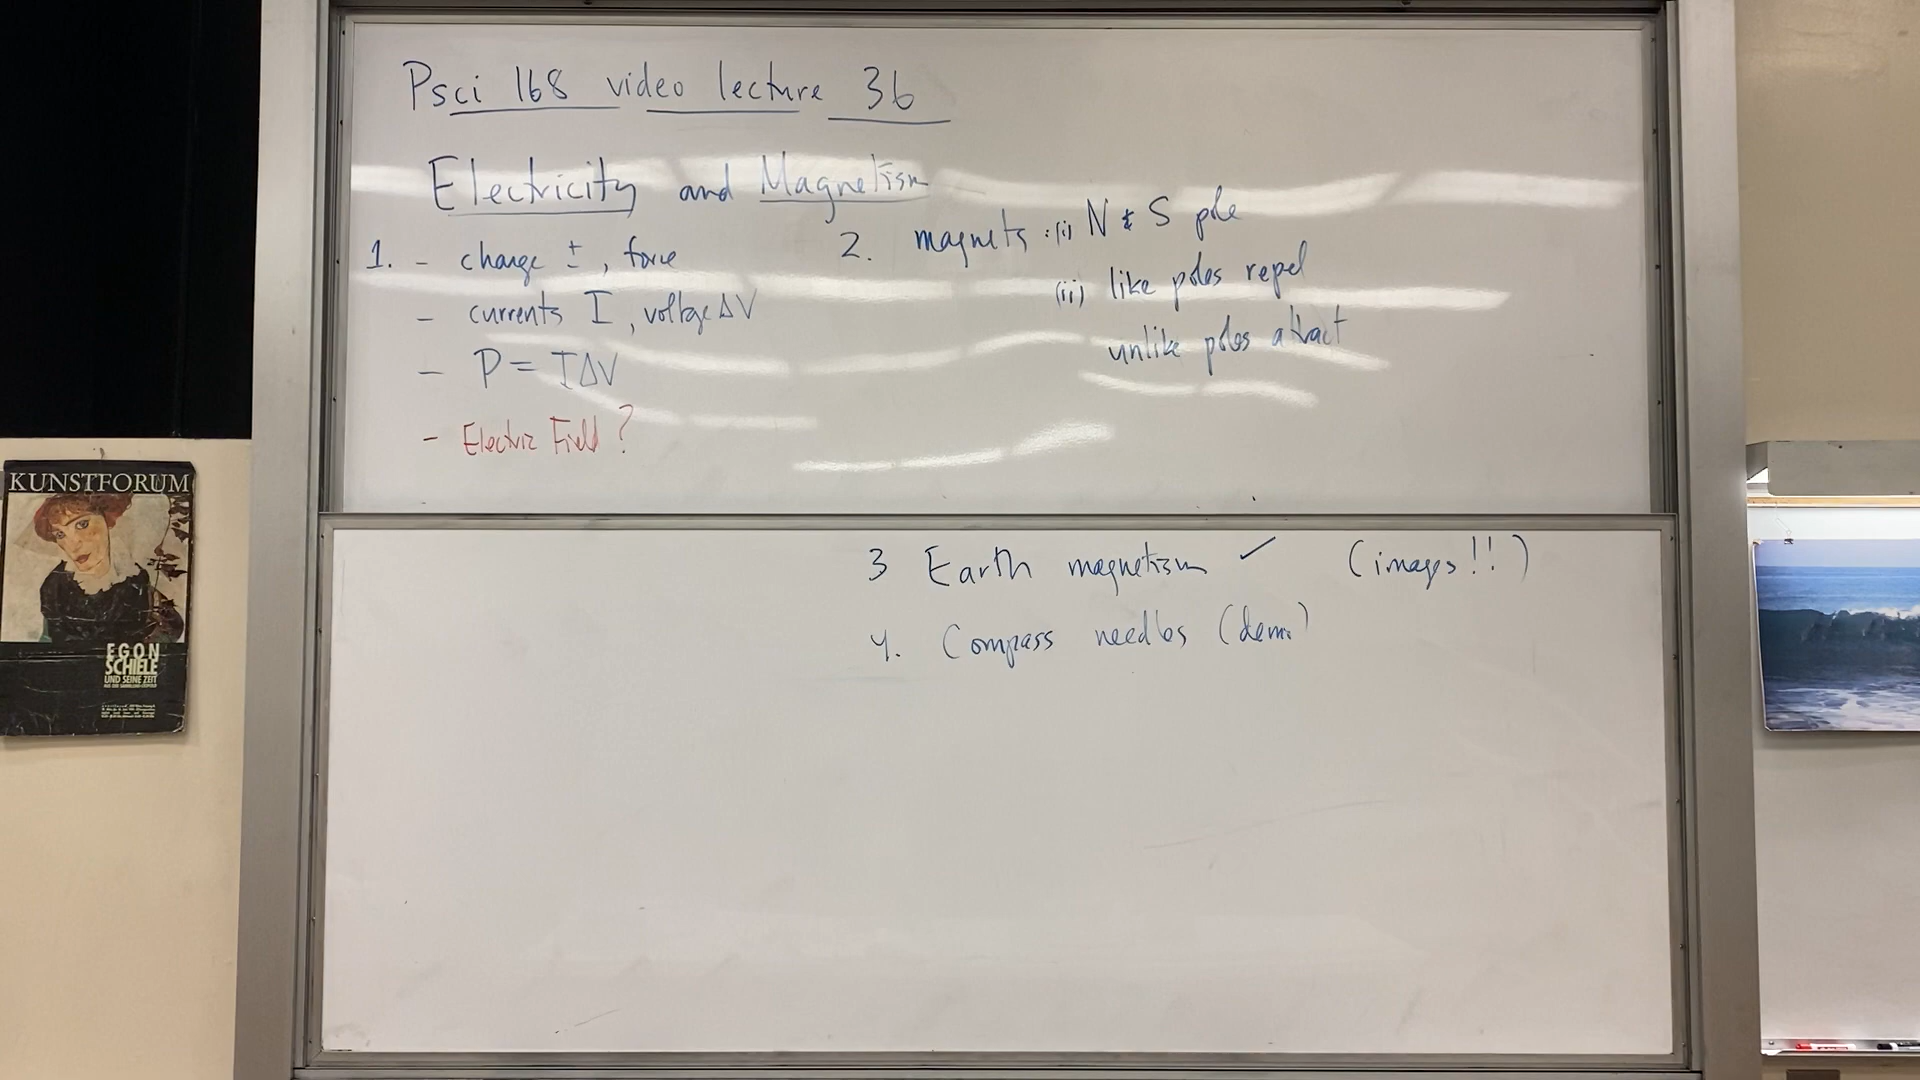 Psci 168 video lecture 36
Electricity and Magnetism
1. - charge ±, force
- currents I, voltage ΔV
- P = IΔV
- Electric Field?
2. magnets: (i) N & S pole
(ii) like poles repel
unlike poles attract
3 Earth magnetism ✓ (images!!)
4. Compass needles (demo)
KUNSTFORUM
EGON
SCHIELE
UND SEINE ZEIT